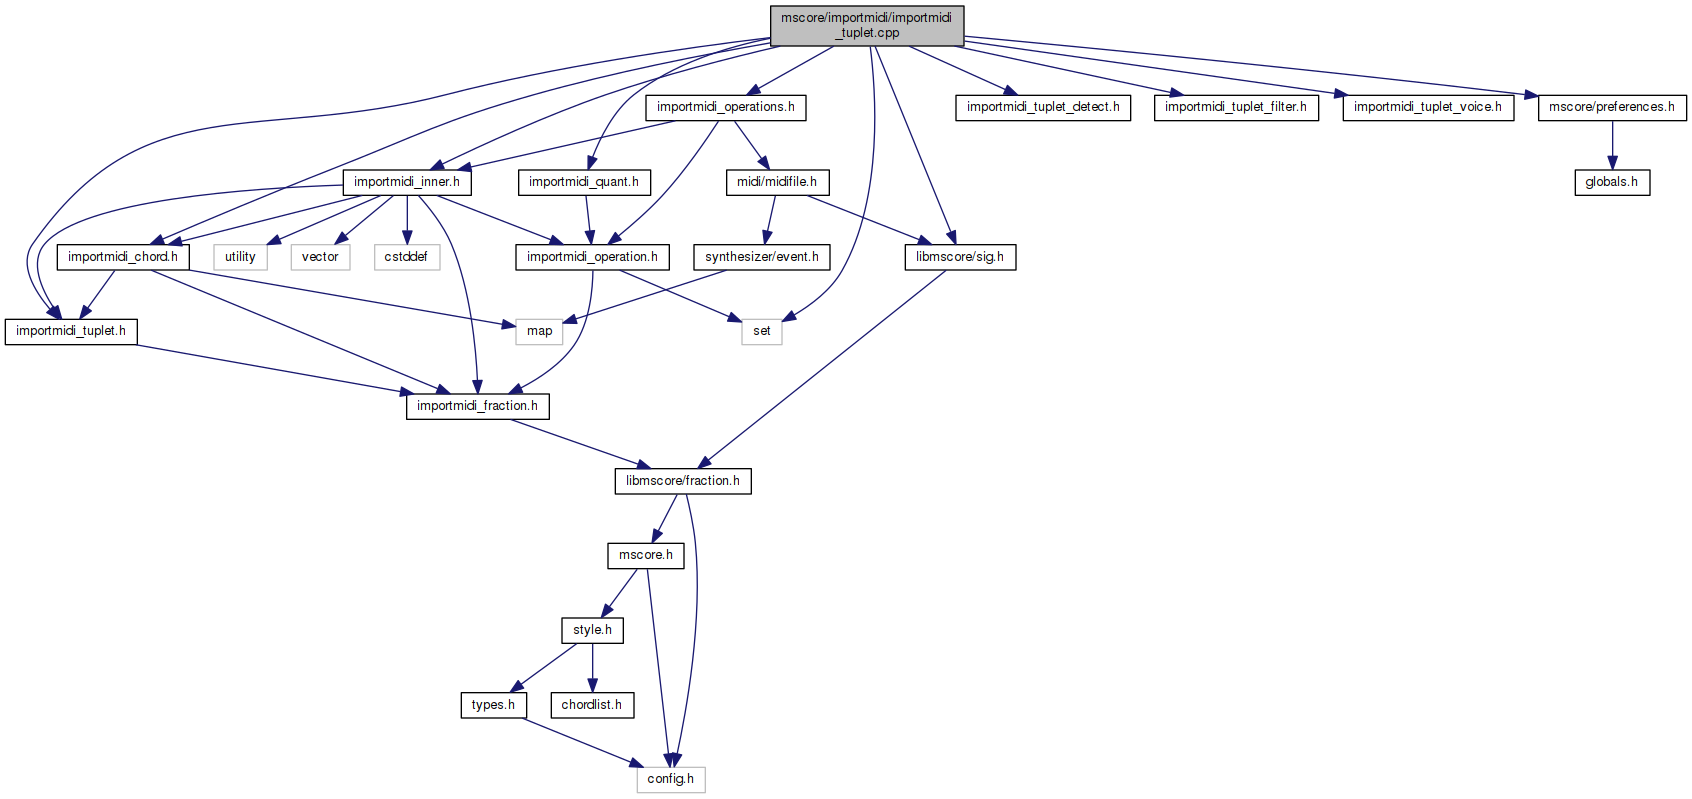 mscore/importmidi/importmidi
_tuplet.cpp
importmidi_operations.h
importmidi_tuplet_detect.h
importmidi_tuplet_filter.h
importmidi_tuplet_voice.h
mscore/preferences.h
importmidi_inner.h
importmidi_quant.h
midi/midifile.h
globals.h
importmidi_chord.h
utility
vector
cstddef
importmidi_operation.h
synthesizer/event.h
libmscore/sig.h
importmidi_tuplet.h
map
set
importmidi_fraction.h
libmscore/fraction.h
mscore.h
style.h
types.h
chordlist.h
config.h